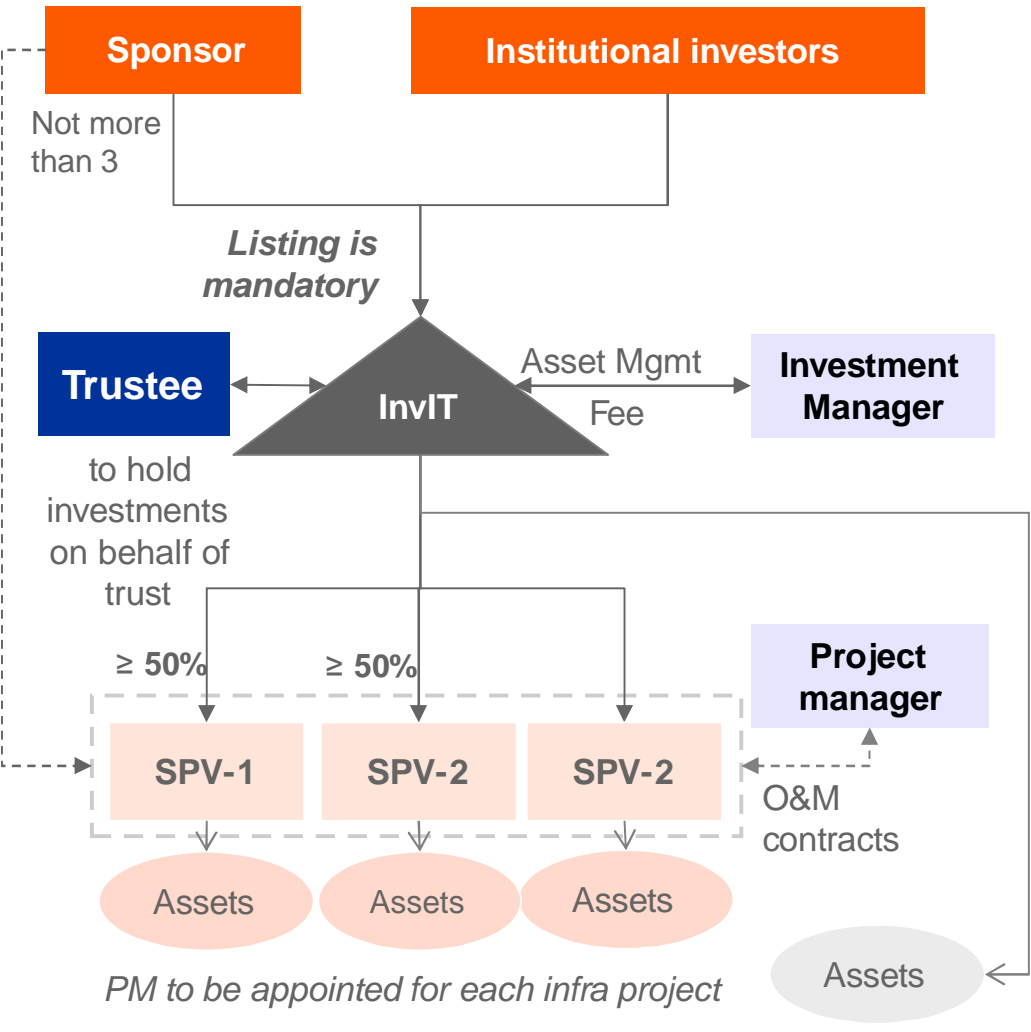 Sponsor
Institutional investors
Not more
than 3
Listing is
mandatory
Trustee
InvIT
Asset Mgmt
Fee
Investment
Manager
to hold
investments
on behalf of
trust
≥ 50%
≥ 50%
Project
manager
SPV-1
SPV-2
SPV-2
O&M
contracts
Assets
Assets
Assets
Assets
PM to be appointed for each infra project